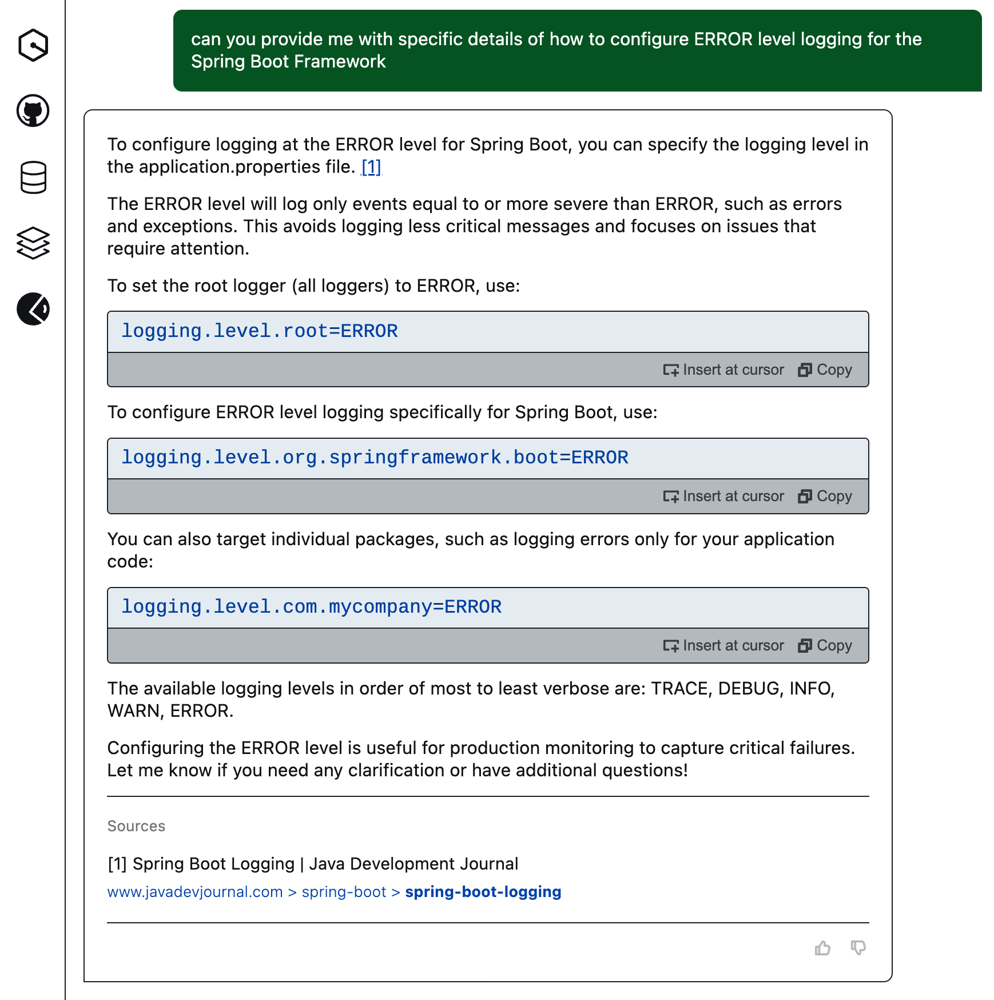 can you provide me with specific details of how to configure ERROR level logging for the
Spring Boot Framework
To configure logging at the ERROR level for Spring Boot, you can specify the logging level in
the application.properties file. [1]
The ERROR level will log only events equal to or more severe than ERROR, such as errors
and exceptions. This avoids logging less critical messages and focuses on issues that
require attention.
To set the root logger (all loggers) to ERROR, use:
logging.level.root=ERROR
Insert at cursor Copy
To configure ERROR level logging specifically for Spring Boot, use:
logging.level.org.springframework.boot=ERROR
Insert at cursor Copy
You can also target individual packages, such as logging errors only for your application
code:
logging.level.com.mycompany=ERROR
Insert at cursor Copy
The available logging levels in order of most to least verbose are: TRACE, DEBUG, INFO,
WARN, ERROR.
Configuring the ERROR level is useful for production monitoring to capture critical failures.
Let me know if you need any clarification or have additional questions!
Sources
[1] Spring Boot Logging | Java Development Journal
www.javadevjournal.com > spring-boot > spring-boot-logging